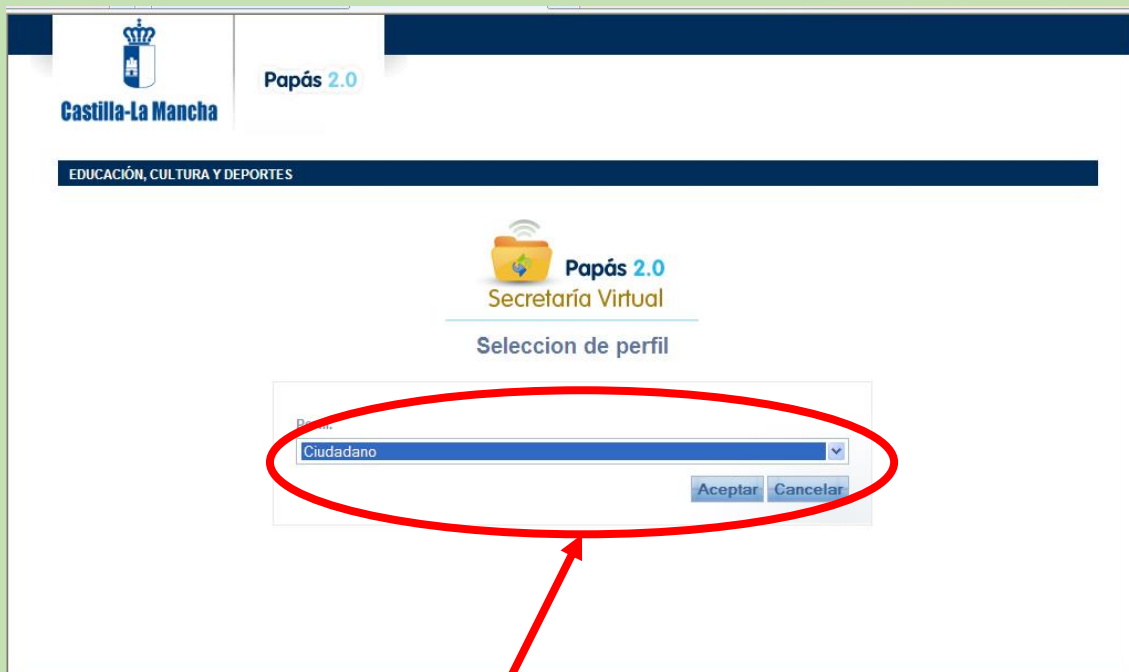 Castilla-La Mancha
Papás 2.0
EDUCACIÓN, CULTURA Y DEPORTES
Papás 2.0
Secretaría Virtual
Seleccion de perfil
Ciudadano
Aceptar Cancelar